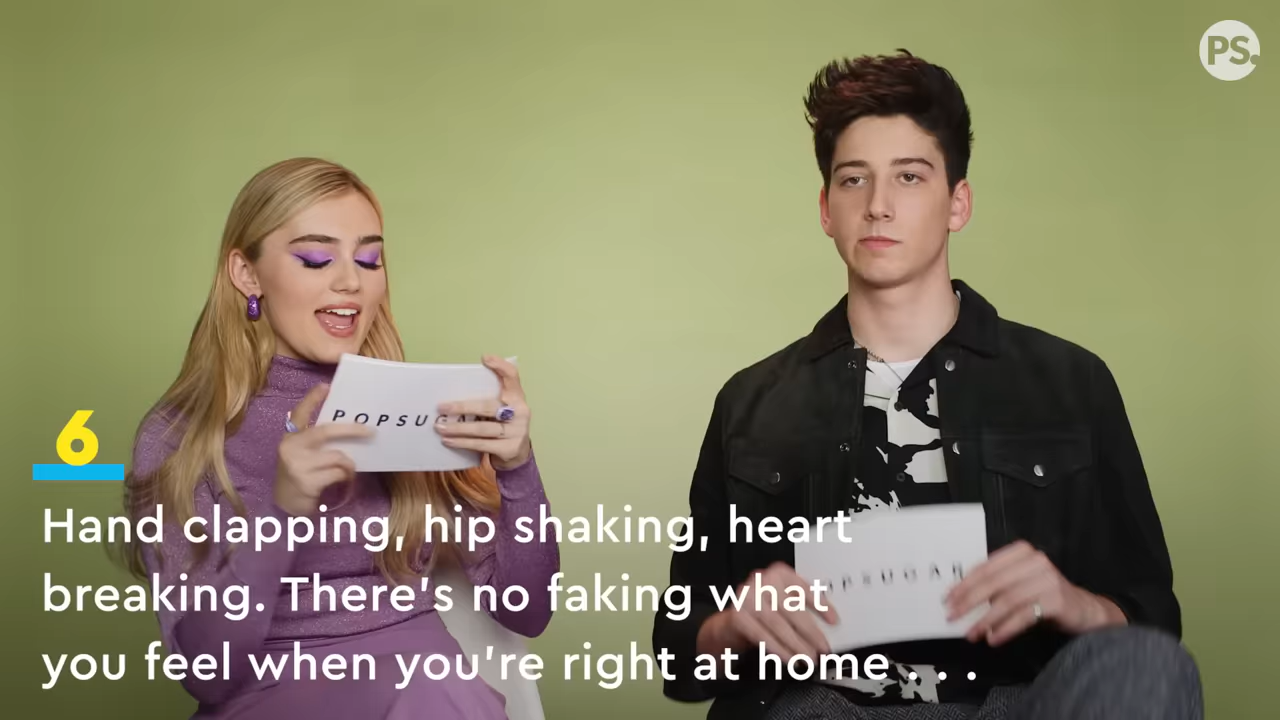 PS.
POPSUGAR
6
Hand clapping, hip shaking, heart
breaking. There's no faking what
you feel when you're right at home . . .